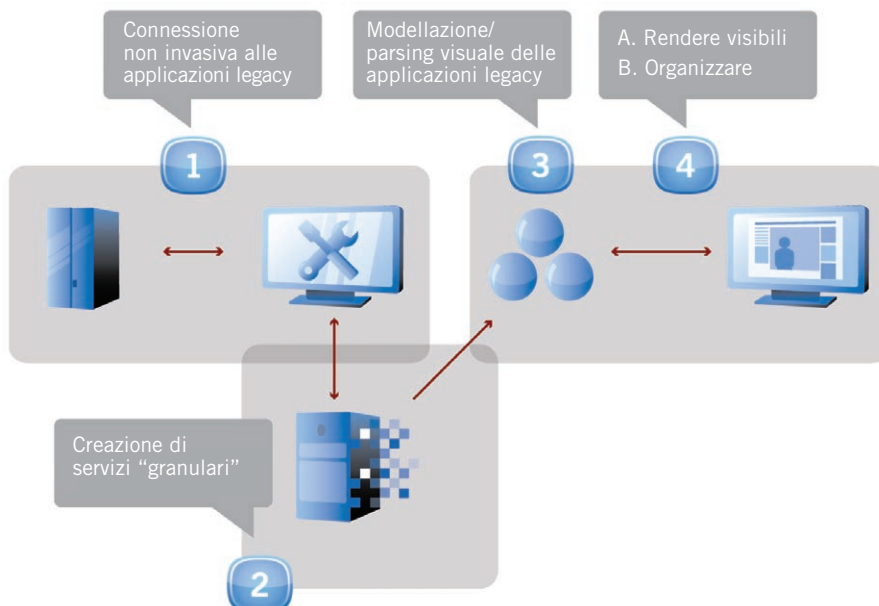 Connessione
non invasiva alle
applicazioni legacy
Modellazione/
parsing visuale delle
applicazioni legacy
A. Rendere visibili
B. Organizzare
1
3
4
Creazione di
servizi “granulari”
2